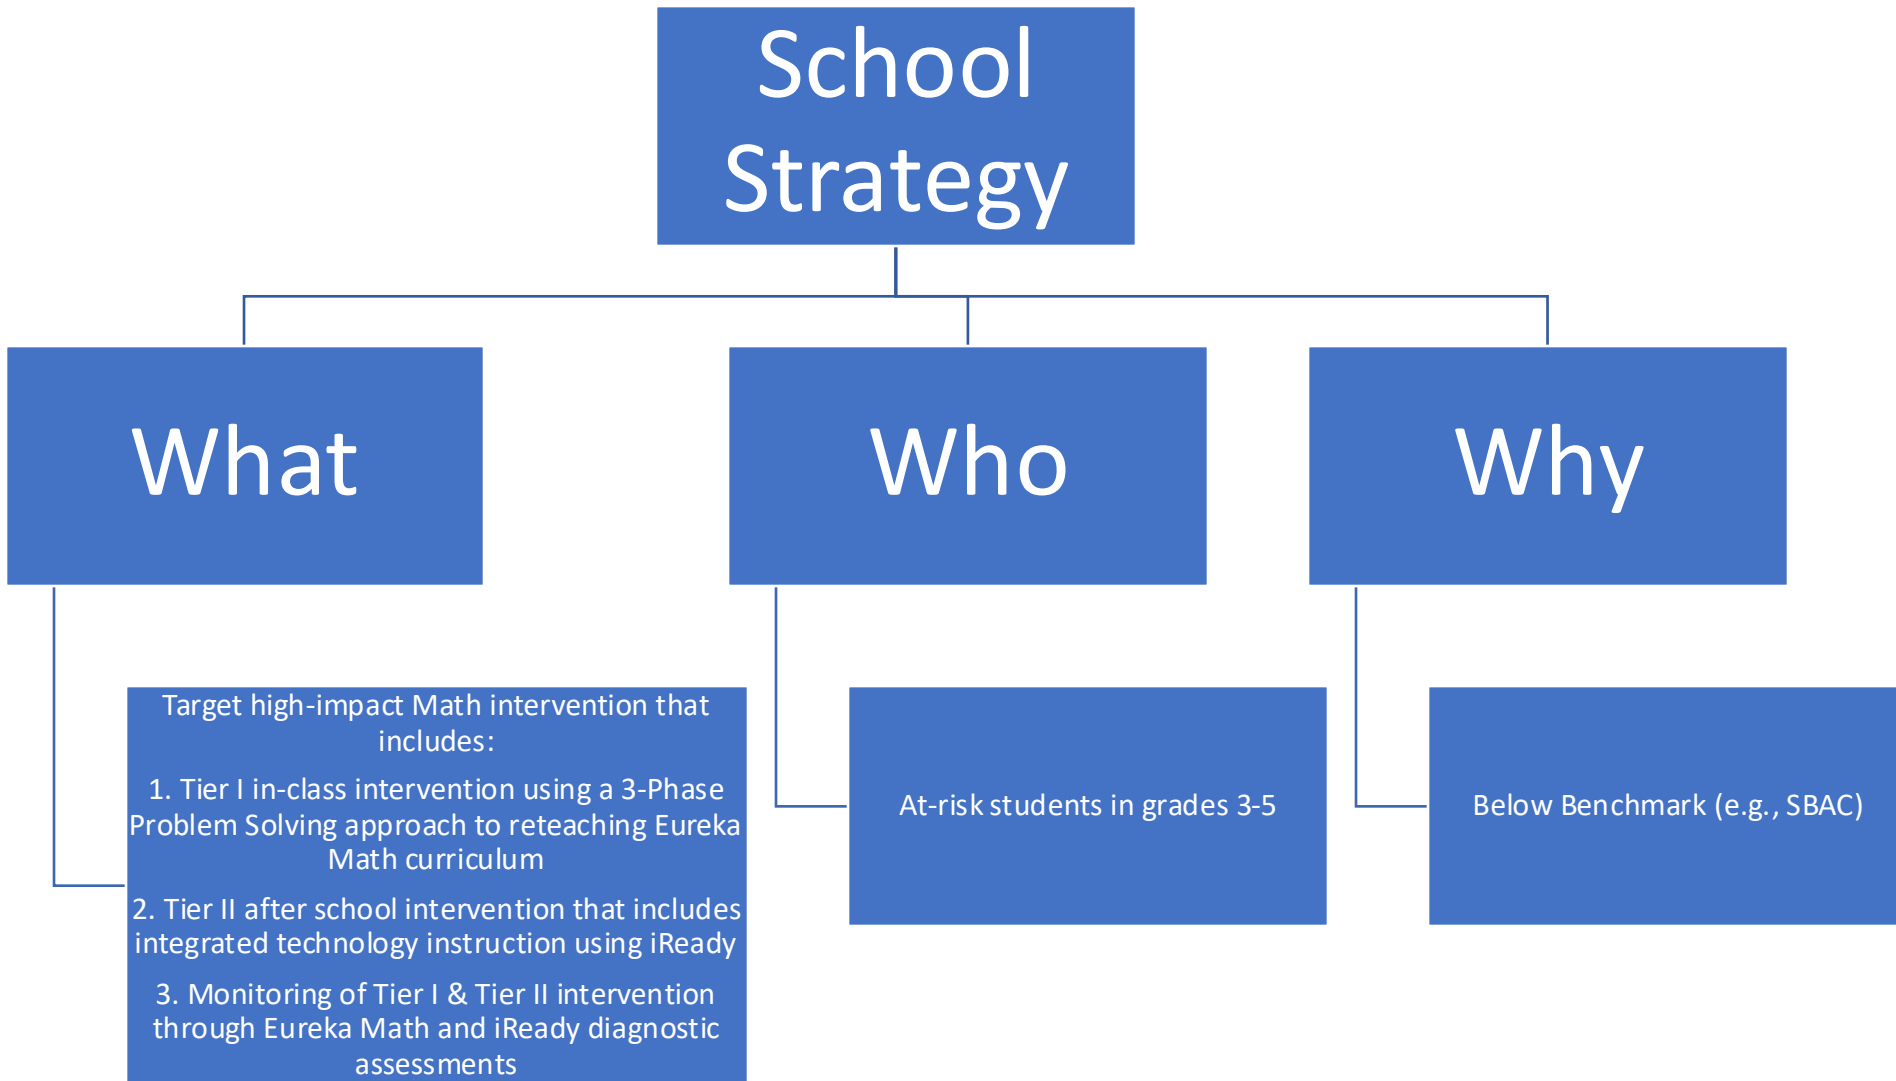 School
Strategy
What
Who
Why
Target high-impact Math intervention that
includes:
1. Tier I in-class intervention using a 3-Phase
Problem Solving approach to reteaching Eureka
Math curriculum
2. Tier II after school intervention that includes
integrated technology instruction using iReady
3. Monitoring of Tier I & Tier II intervention
through Eureka Math and iReady diagnostic
assessments
At-risk students in grades 3-5
Below Benchmark (e.g., SBAC)